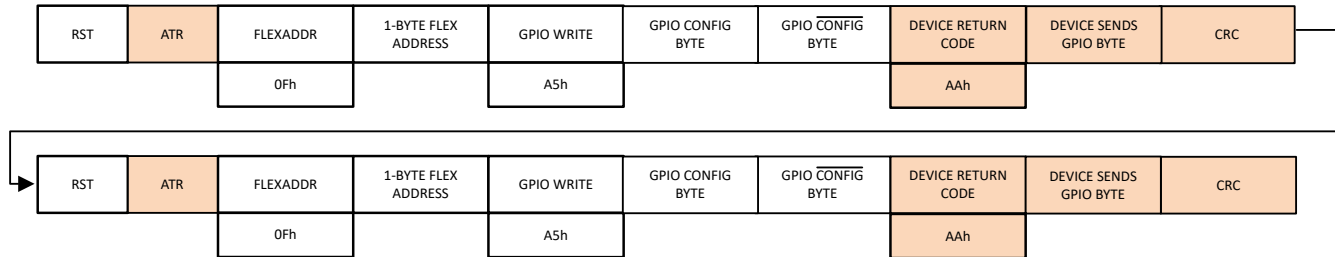 RST
ATR
FLEXADDR
1-BYTE FLEX
ADDRESS
GPIO WRITE
GPIO CONFIG
BYTE
GPIO CONFIG
BYTE
DEVICE RETURN
CODE
DEVICE SENDS
GPIO BYTE
CRC
0Fh
A5h
AAh
RST
ATR
FLEXADDR
1-BYTE FLEX
ADDRESS
GPIO WRITE
GPIO CONFIG
BYTE
GPIO CONFIG
BYTE
DEVICE RETURN
CODE
DEVICE SENDS
GPIO BYTE
CRC
0Fh
A5h
AAh